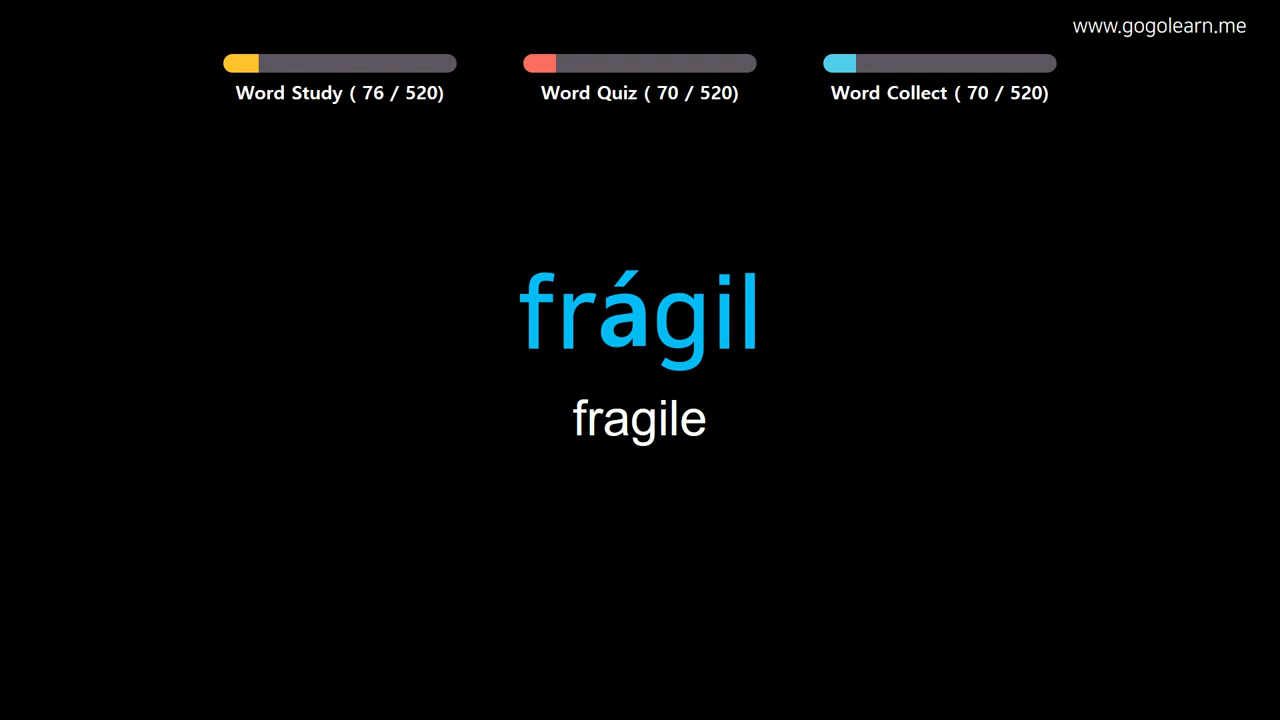 www.gogolearn.me
Word Study ( 76 / 520)
Word Quiz ( 70 / 520)
Word Collect ( 70 / 520)
frágil
fragile